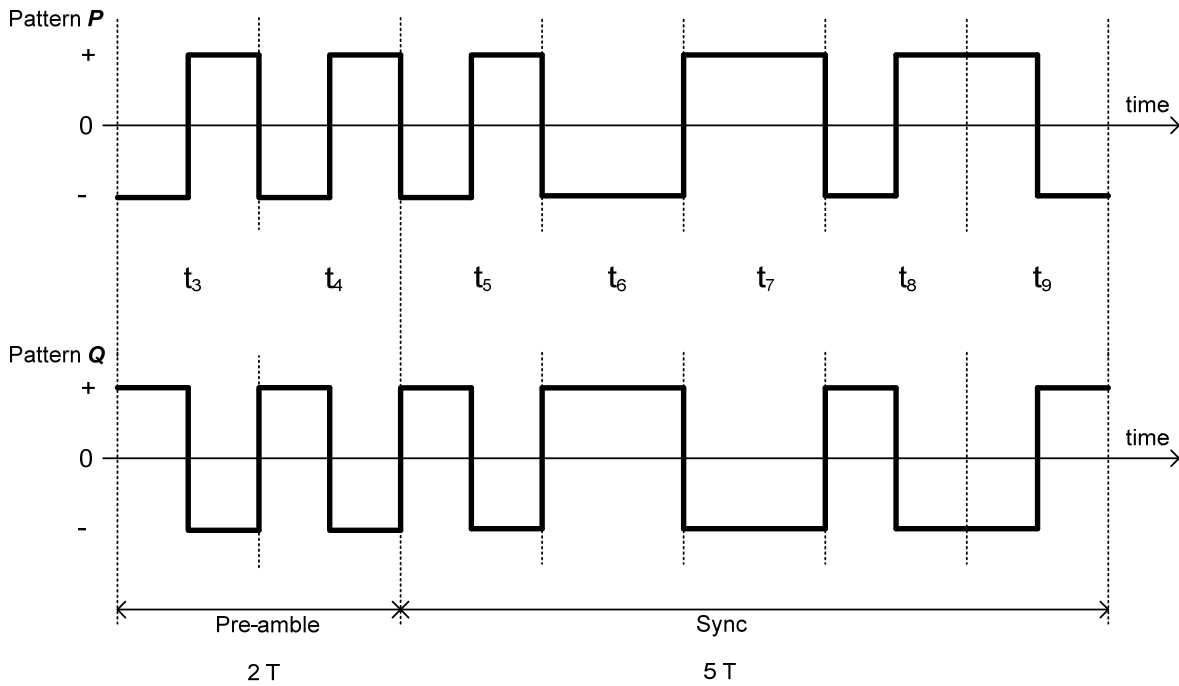 Pattern P
+
0
-
time
t3 t4 t5 t6 t7 t8 t9
Pattern Q
+
0
-
time
Pre-amble Sync
2 T 5 T